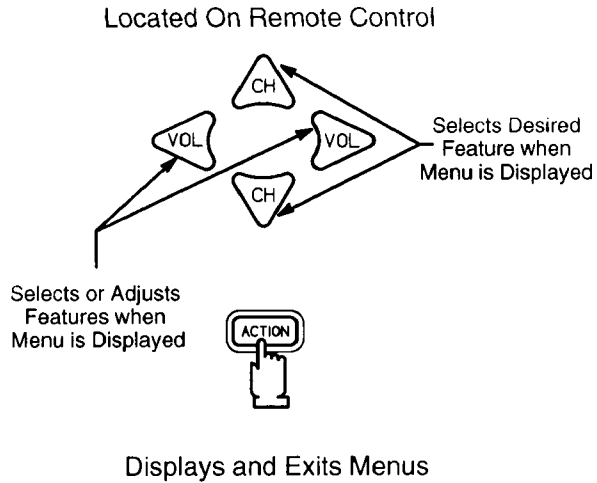 Located On Remote Control
CH
VOL
VOL
CH
Selects Desired
Feature when
Menu is Displayed
Selects or Adjusts
Features when
Menu is Displayed
ACTION
Displays and Exits Menus